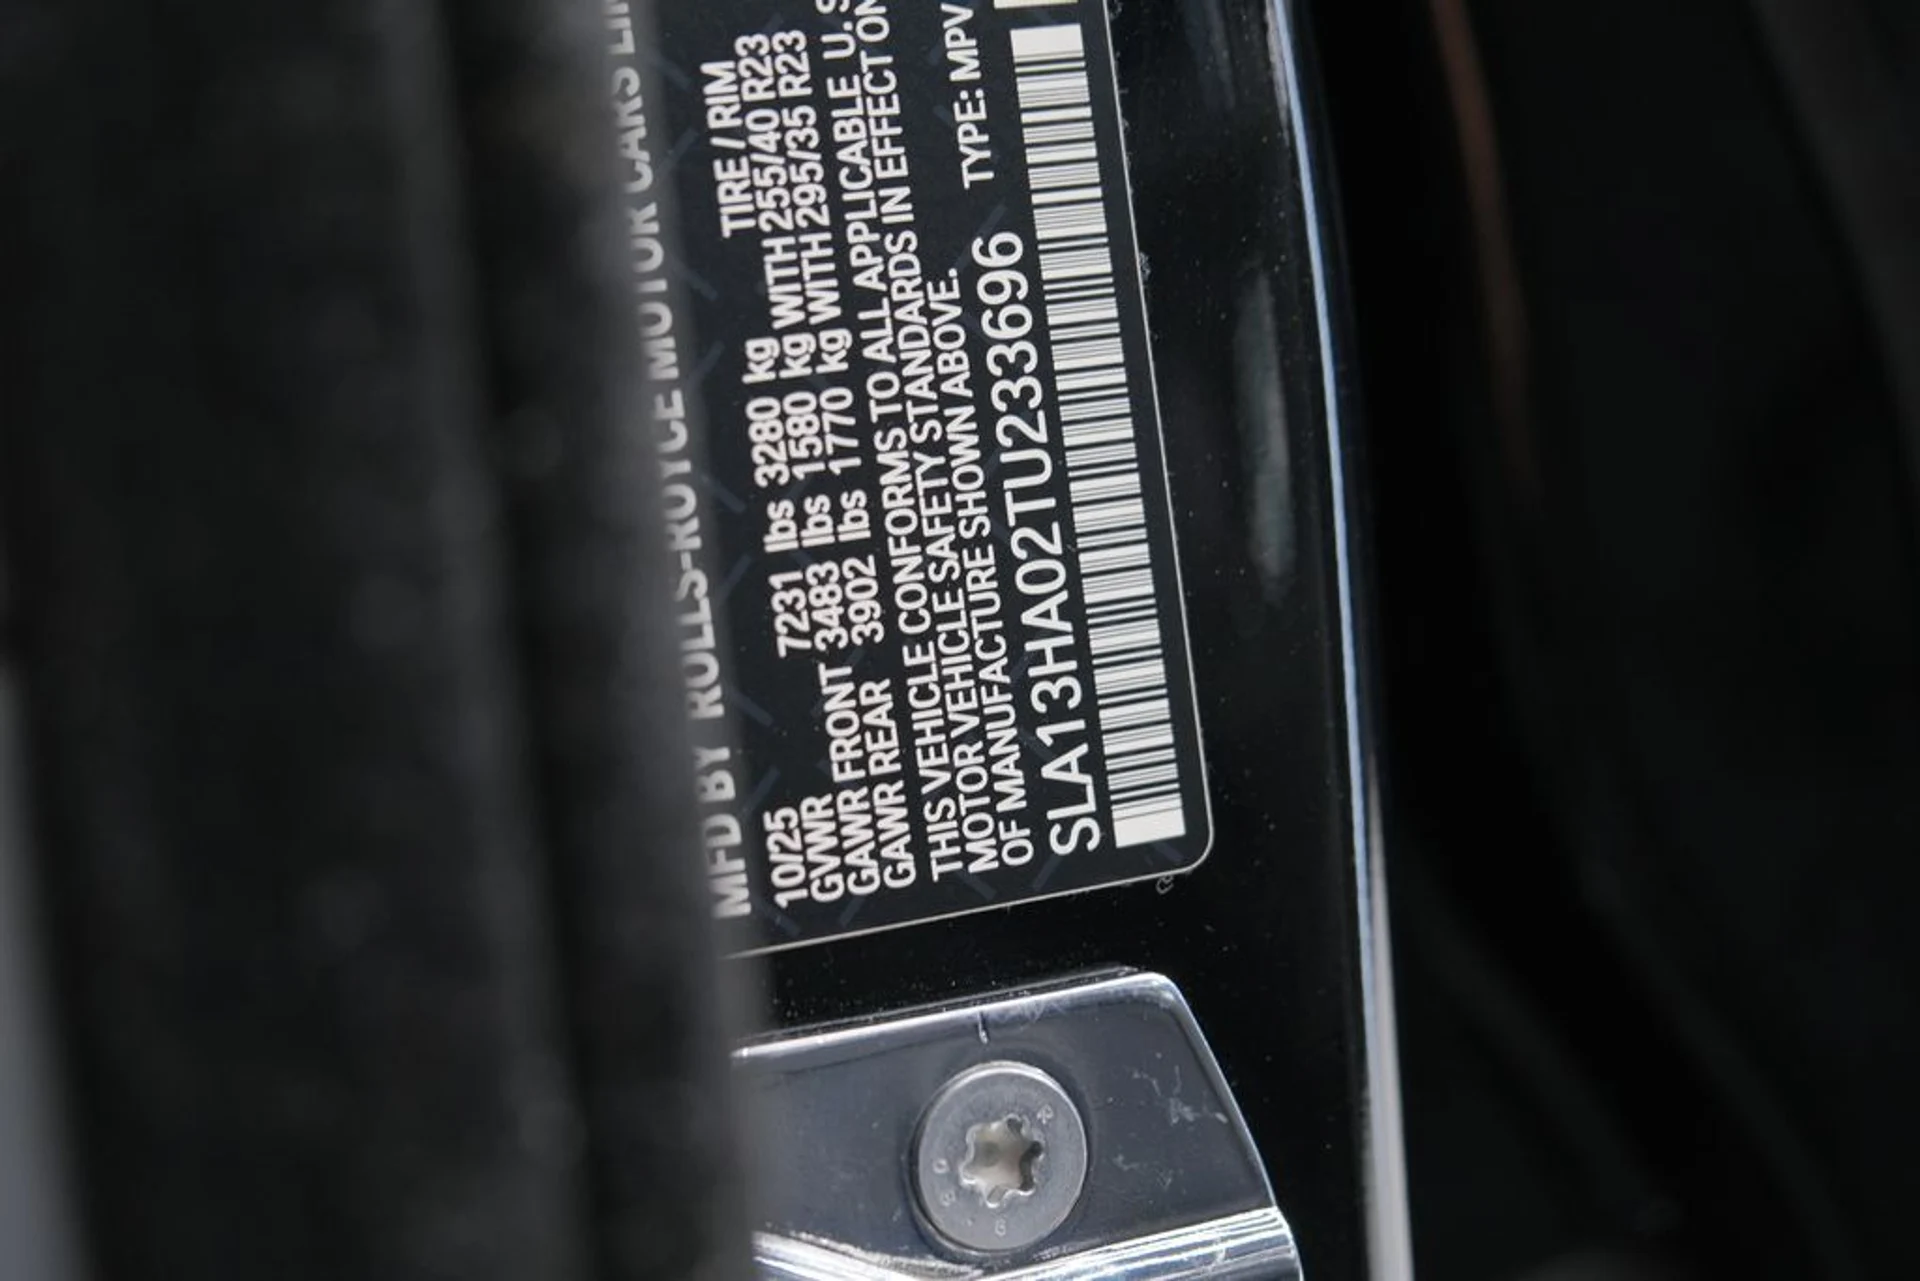 MFD BY ROLLS-ROYCE MOTOR CARS
10/25 TIRE / RIM
GVWR 7231 lbs 3280 kg WITH 255/40 R23
GAWR FRONT 3483 lbs 1580 kg WITH 295/35 R23
GAWR REAR 3902 lbs 1770 kg
THIS VEHICLE CONFORMS TO ALL APPLICABLE U.S
MOTOR VEHICLE SAFETY STANDARDS IN EFFECT ON
OF MANUFACTURE SHOWN ABOVE.
SLA13HA02TU233696 TYPE: MPV